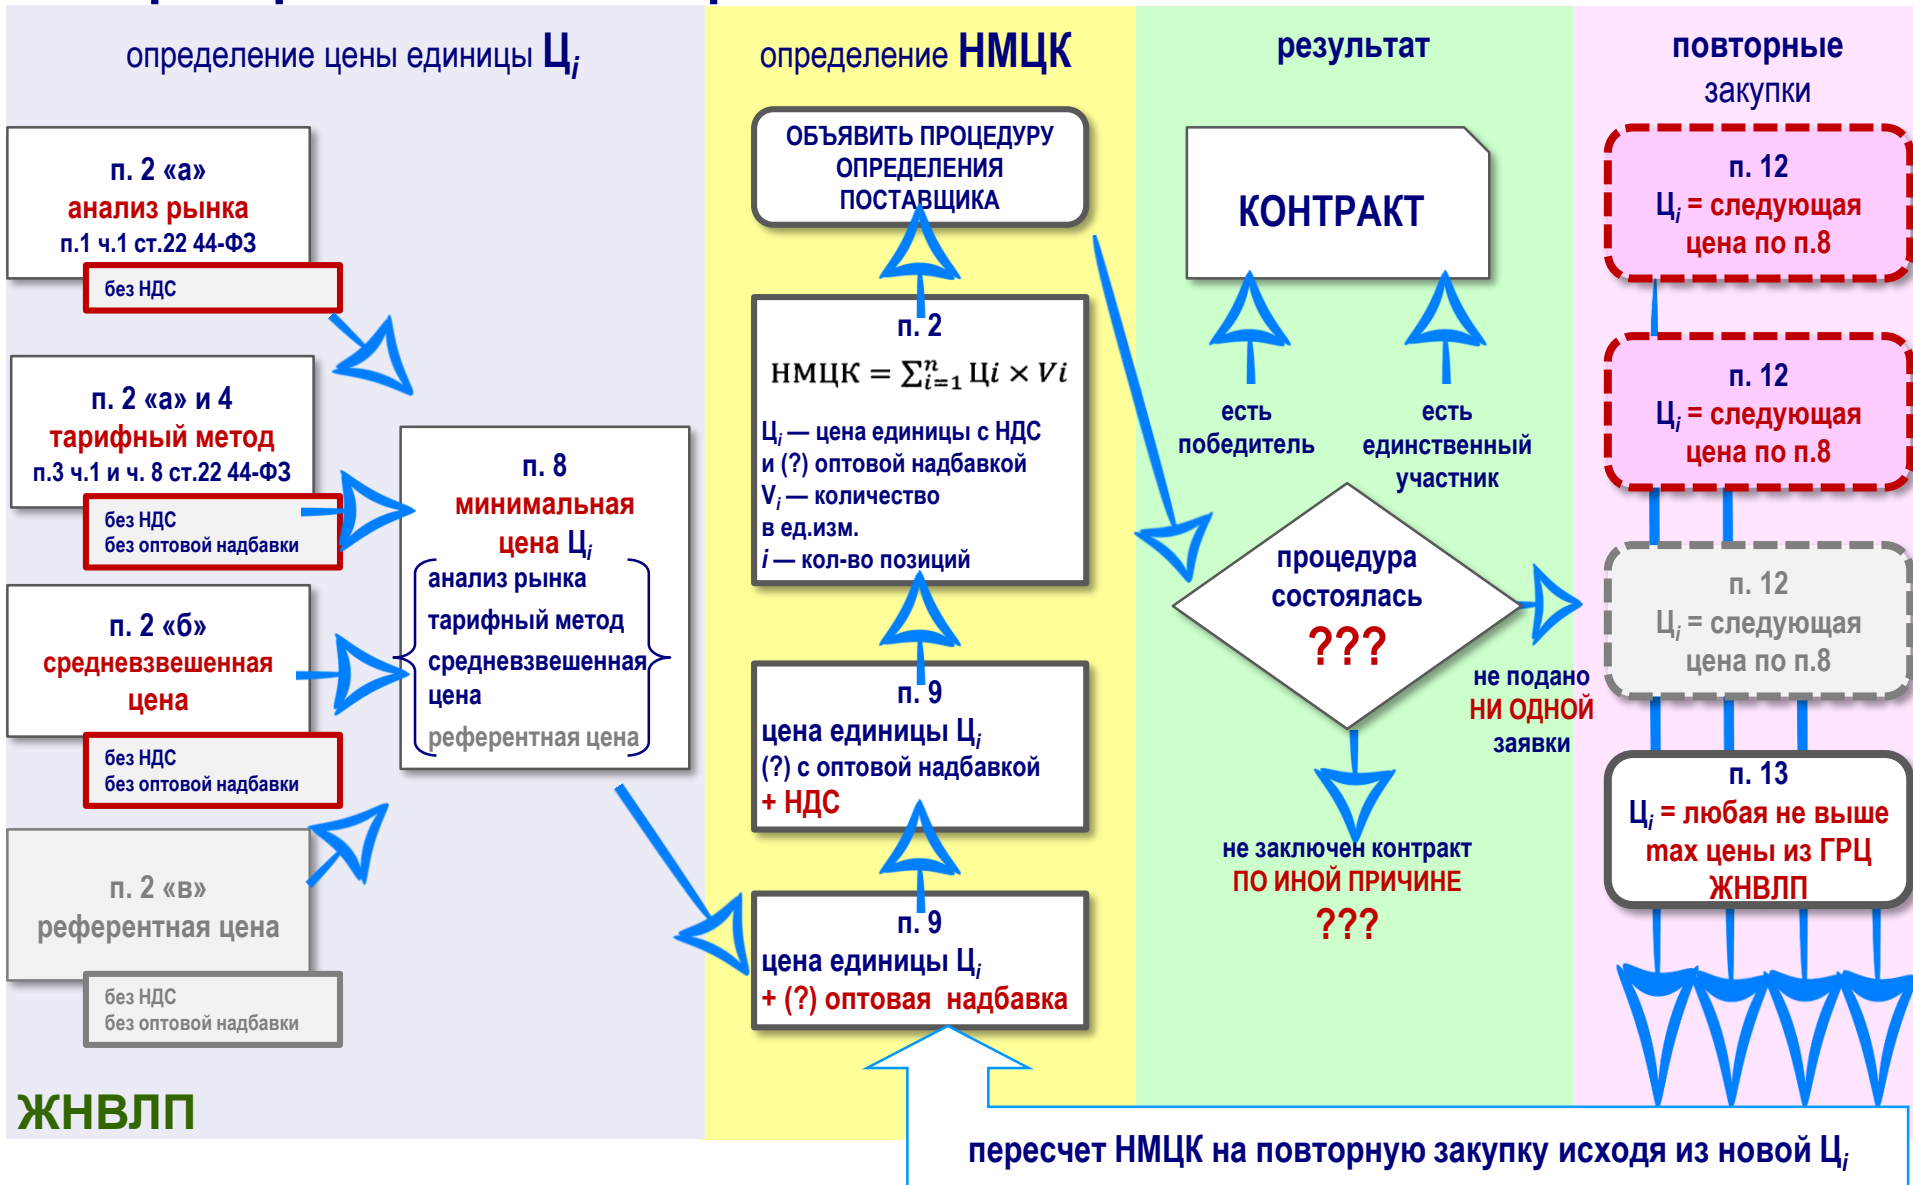 определение цены единицы Цi
п. 2 «а»
анализ рынка
п.1 ч.1 ст.22 44-ФЗ
без НДС
п. 2 «а» и 4
тарифный метод
п.3 ч.1 и ч. 8 ст.22 44-ФЗ
без НДС
без оптовой надбавки
п. 2 «б»
средневзвешенная
цена
без НДС
без оптовой надбавки
п. 2 «в»
референтная цена
без НДС
без оптовой надбавки
п. 8
минимальная
цена Цi
анализ рынка
тарифный метод
средневзвешенная
цена
референтная цена
ЖНВЛП
определение НМЦК
ОБЪЯВИТЬ ПРОЦЕДУРУ
ОПРЕДЕЛЕНИЯ
ПОСТАВЩИКА
п. 2
НМЦК = ∑ⁿᵢ₌₁ Цi × Vi
Цi — цена единицы с НДС
и (?) оптовой надбавкой
Vi — количество
в ед.изм.
i — кол-во позиций
п. 9
цена единицы Цi
(?) с оптовой надбавкой
+ НДС
п. 9
цена единицы Цi
+ (?) оптовая надбавка
результат
КОНТРАКТ
есть
победитель
есть
единственный
участник
процедура
состоялась
???
не подано
НИ ОДНОЙ
заявки
не заключен контракт
ПО ИНОЙ ПРИЧИНЕ
???
повторные
закупки
п. 12
Цi = следующая
цена по п.8
п. 12
Цi = следующая
цена по п.8
п. 12
Цi = следующая
цена по п.8
п. 13
Цi = любая не выше
max цены из ГРЦ
ЖНВЛП
пересчет НМЦК на повторную закупку исходя из новой Цi